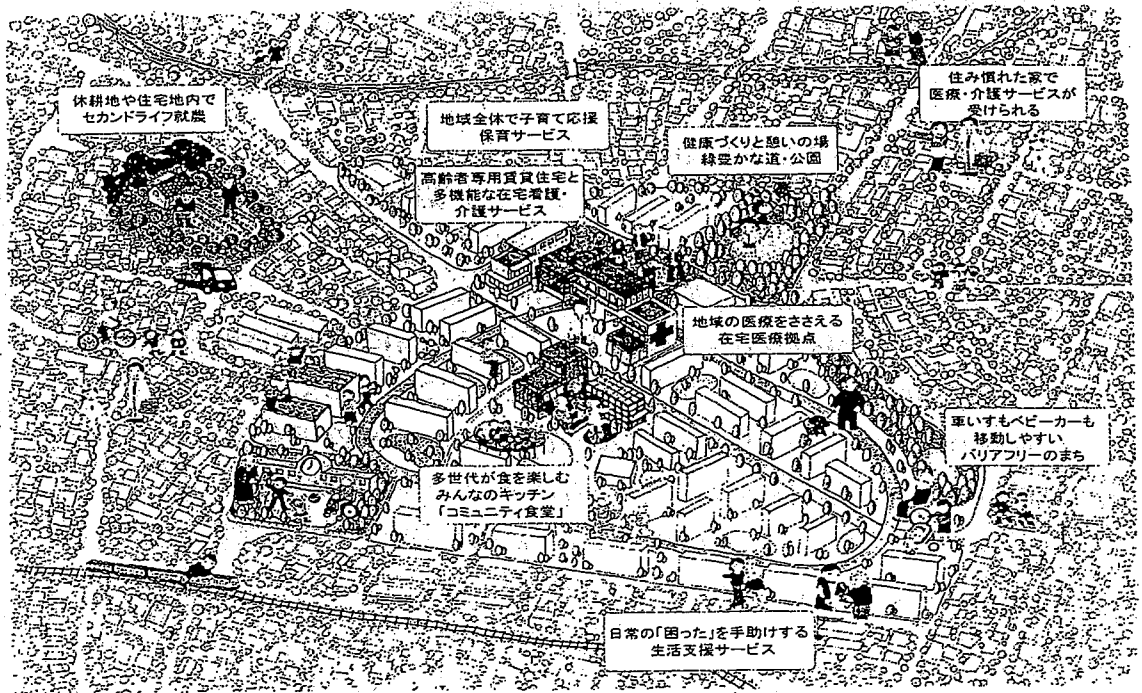 休耕地や住宅地内で
セカンドライフ就農
地域全体で子育て応援
保育サービス
住み慣れた家で
医療・介護サービスが
受けられる
健康づくりと憩いの場
緑豊かな道・公園
高齢者専用賃貸住宅と
多機能な在宅看護・
介護サービス
地域の医療をささえる
在宅医療拠点
車いすもベビーカーも
移動しやすい
バリアフリーのまち
多世代が食を楽しむ
みんなのキッチン
「コミュニティ食堂」
日常の「困った」を手助けする
生活支援サービス